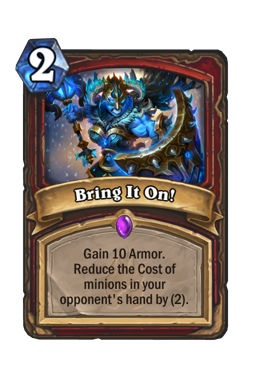 2
Bring It On!
Gain 10 Armor.
Reduce the Cost of
minions in your
opponent's hand by (2).